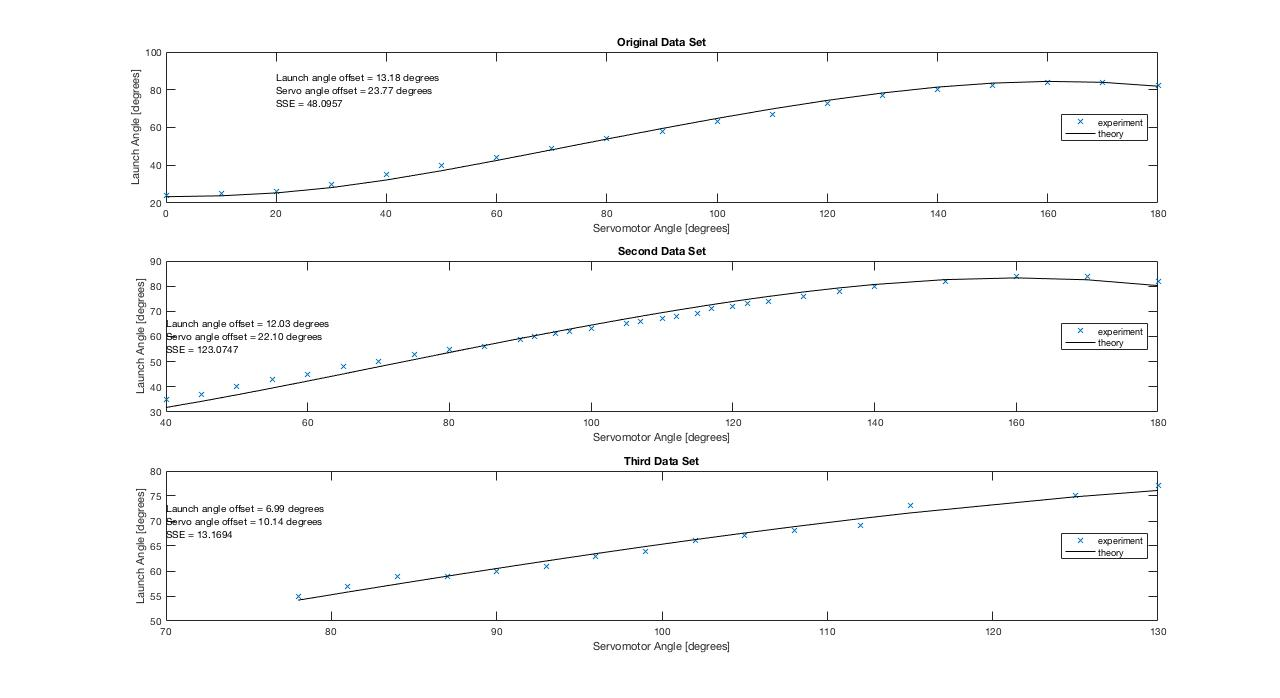 Original Data Set
100
80
60
40
20
Launch Angle [degrees]
Launch angle offset = 13.18 degrees
Servo angle offset = 23.77 degrees
SSE = 48.0957
experiment
theory
0 20 40 60 80 100 120 140 160 180
Servomotor Angle [degrees]
Second Data Set
90
80
70
60
50
40
30
Launch Angle [degrees]
Launch angle offset = 12.03 degrees
Servo angle offset = 22.10 degrees
SSE = 123.0747
experiment
theory
40 60 80 100 120 140 160 180
Servomotor Angle [degrees]
Third Data Set
80
75
70
65
60
55
50
Launch Angle [degrees]
Launch angle offset = 6.99 degrees
Servo angle offset = 10.14 degrees
SSE = 13.1694
experiment
theory
70 80 90 100 110 120 130
Servomotor Angle [degrees]